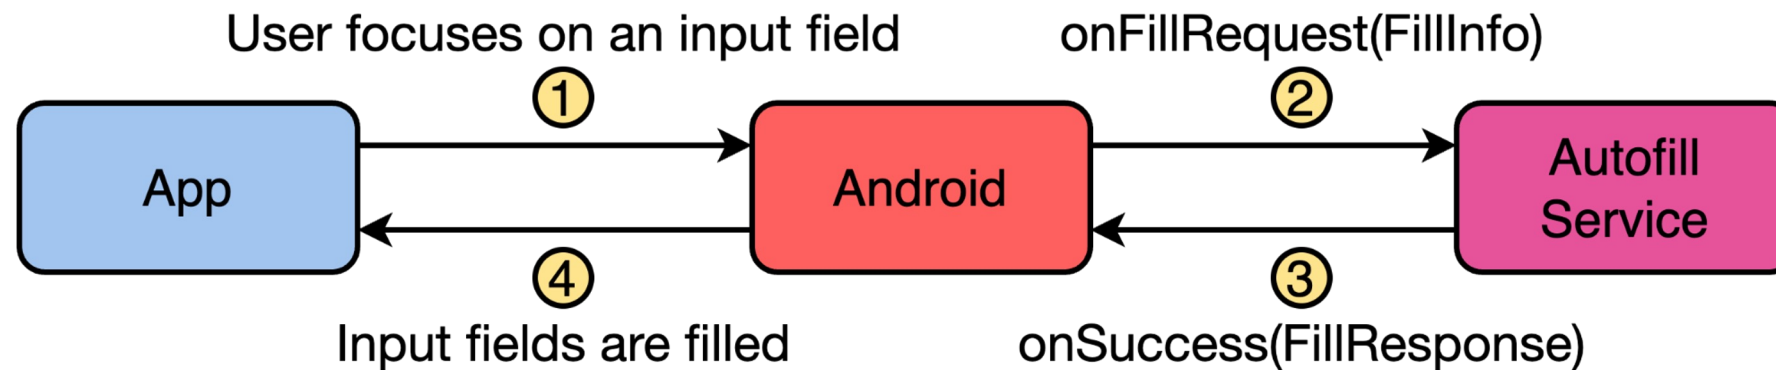 User focuses on an input field
onFillRequest(FillInfo)
1
2
App
Android
Autofill
Service
4
3
Input fields are filled
onSuccess(FillResponse)